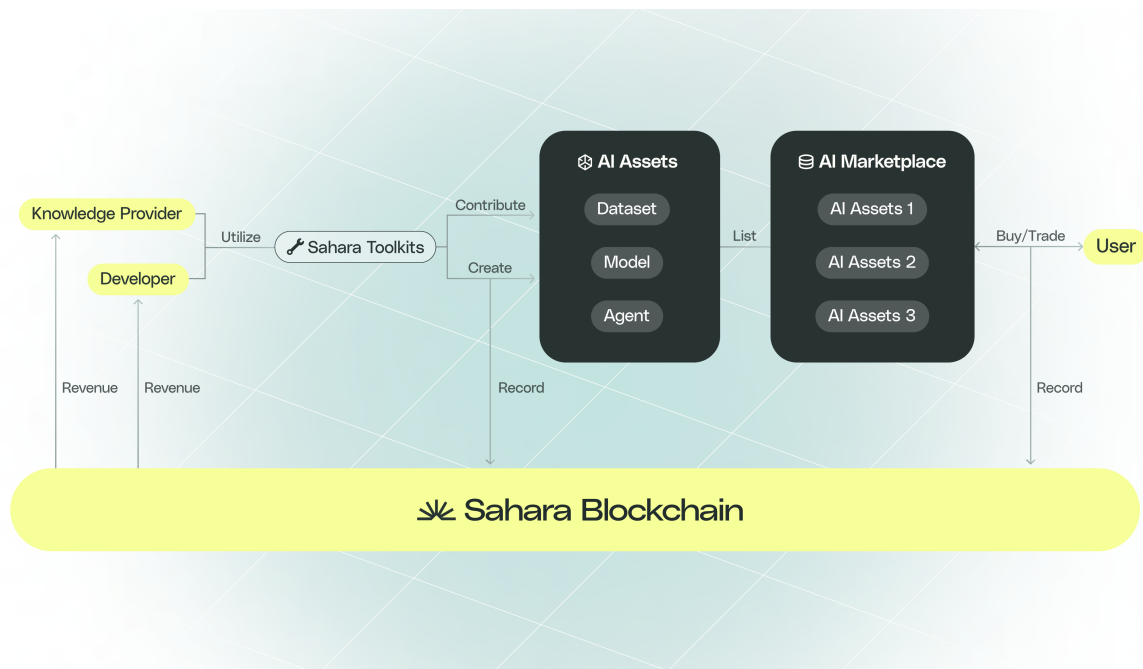 AI Assets
AI Marketplace
Knowledge Provider
Developer
Utilize
Sahara Toolkits
Contribute
Create
Dataset
Model
Agent
List
AI Assets 1
AI Assets 2
AI Assets 3
Buy/Trade
User
Revenue
Revenue
Record
Record
Sahara Blockchain